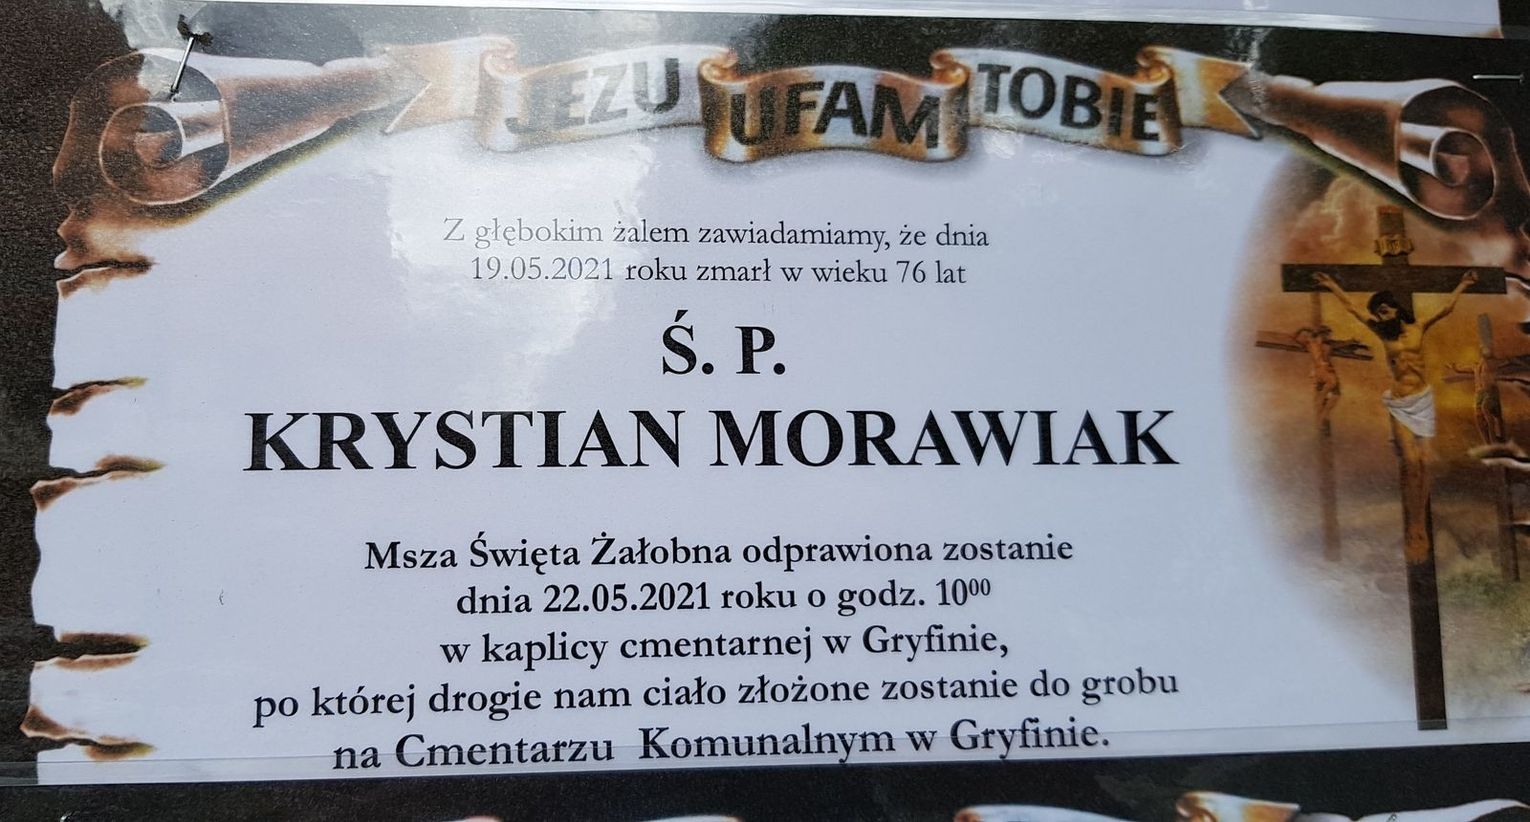 JEZU UFAM TOBIE
Z głębokim żalem zawiadamiamy, że dnia
19.05.2021 roku zmarł w wieku 76 lat
Ś. P.
KRYSTIAN MORAWIAK
Msza Święta Żałobna odprawiona zostanie
dnia 22.05.2021 roku o godz. 10⁰⁰
w kaplicy cmentarnej w Gryfinie,
po której drogie nam ciało złożone zostanie do grobu
na Cmentarzu Komunalnym w Gryfinie.